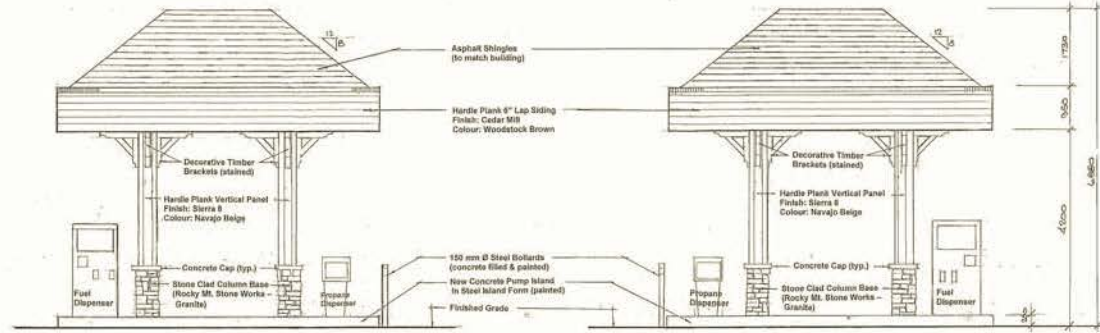 12
8
Asphalt Shingles
(to match building)
12
8
1730
Hardie Plank 6" Lap Siding
Finish: Cedar Mill
Colour: Woodstock Brown
950
Decorative Timber
Brackets (stained)
Decorative Timber
Brackets (stained)
6880
Hardie Plank Vertical Panel
Finish: Sierra 8
Colour: Navajo Beige
Hardie Plank Vertical Panel
Finish: Sierra 8
Colour: Navajo Beige
4200
150 mm Ø Steel Bollards
(concrete filled & painted)
Concrete Cap (typ.)
Concrete Cap (typ.)
New Concrete Pump Island
In Steel Island Form (painted)
Stone Clad Column Base
(Rocky Mt. Stone Works –
Granite)
Stone Clad Column Base
(Rocky Mt. Stone Works –
Granite)
Fuel
Dispenser
Propane
Dispenser
Finished Grade
Propane
Dispenser
Fuel
Dispenser
200